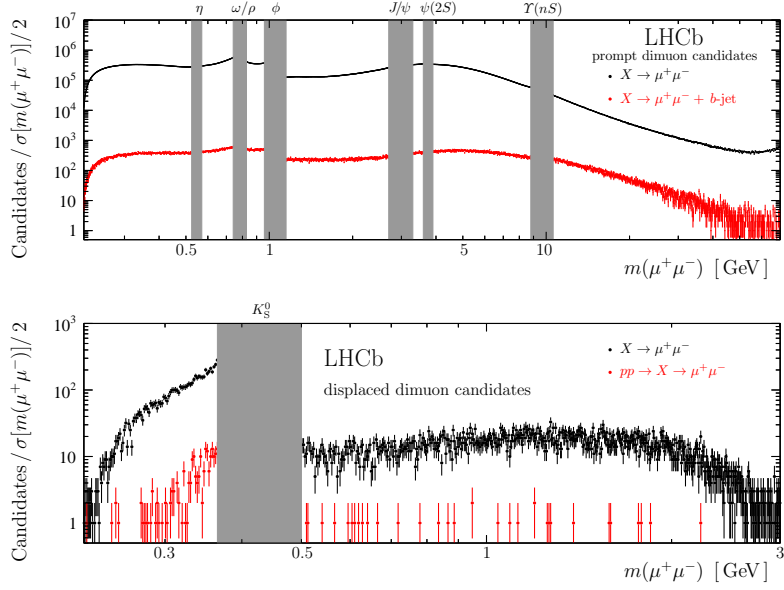 η ω/ρ ϕ J/ψ ψ(2S) Υ(nS)
Candidates / σ[m(μ⁺μ⁻)]/2
10⁷
10⁶
10⁵
10⁴
10³
10²
10
1
LHCb
prompt dimuon candidates
X → μ⁺μ⁻
X → μ⁺μ⁻ + b-jet
0.5 1 5 10
m(μ⁺μ⁻) [GeV]
K⁰_S
Candidates / σ[m(μ⁺μ⁻)]/2
10³
10²
10
1
LHCb
displaced dimuon candidates
X → μ⁺μ⁻
pp → X → μ⁺μ⁻
0.3 0.5 1 3
m(μ⁺μ⁻) [GeV]